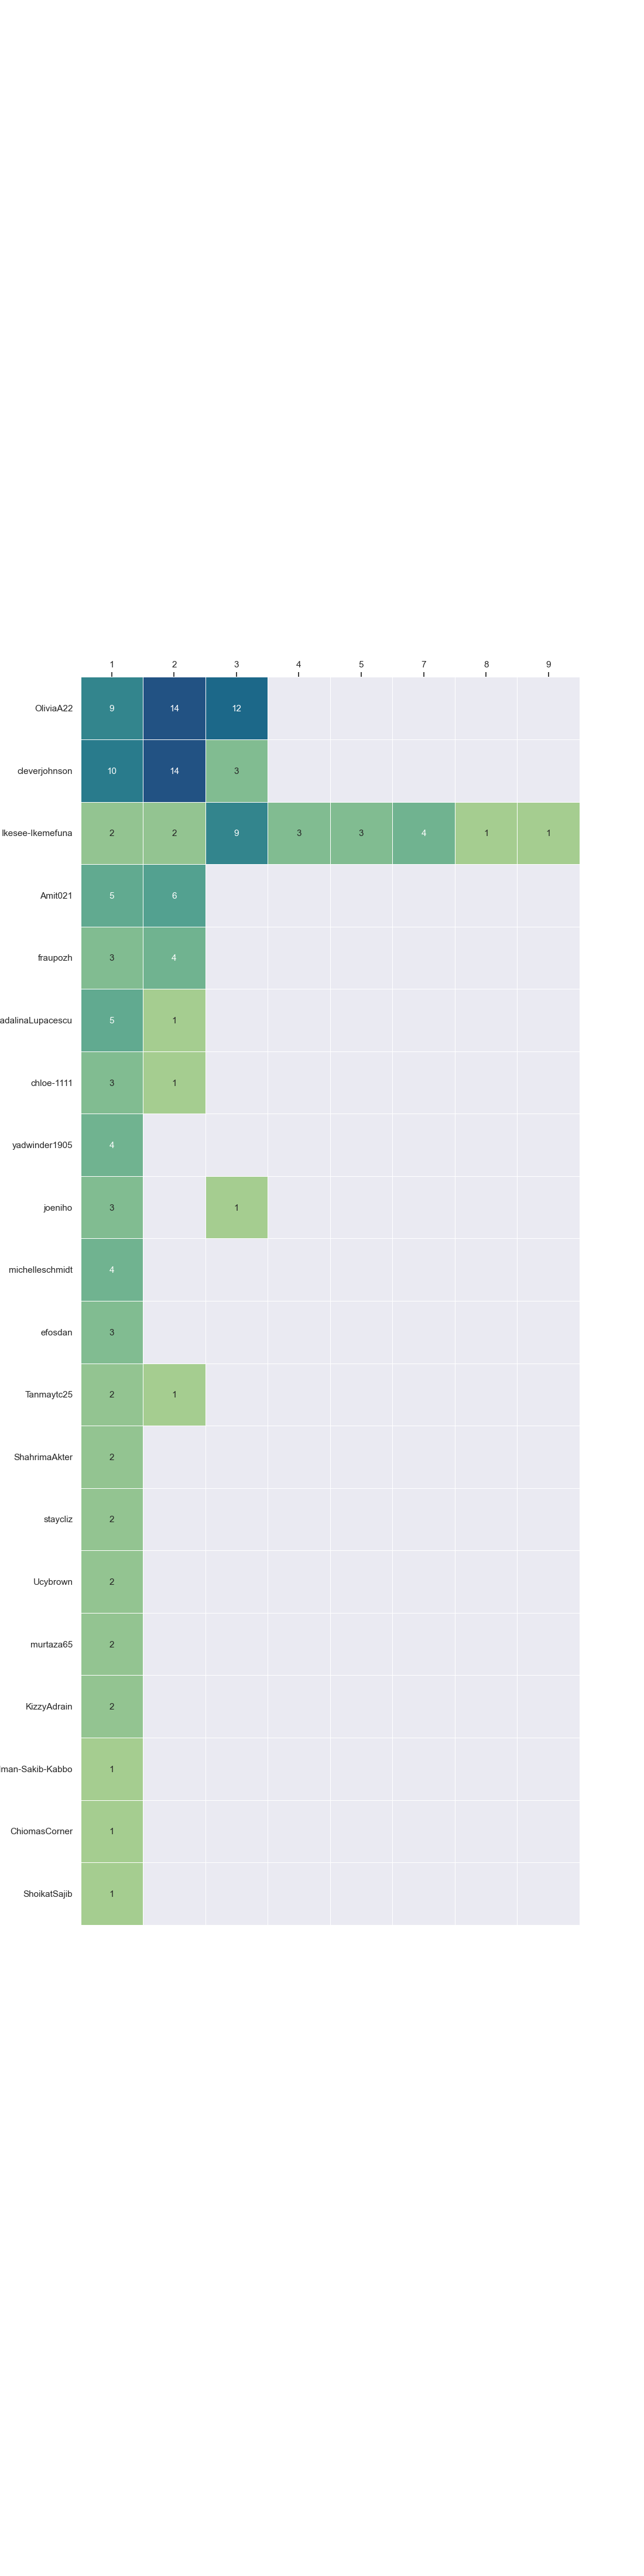 1 2 3 4 5 7 8 9
OliviaA22 9 14 12
cleverjohnson 10 14 3
Ikesee-Ikemefuna 2 2 9 3 3 4 1 1
Amit021 5 6
fraupozh 3 4
adalinaLupacescu 5 1
chloe-1111 3 1
yadwinder1905 4
joeniho 3 1
michelleschmidt 4
efosdan 3
Tanmaytc25 2 1
ShahrimaAkter 2
staycliz 2
Ucybrown 2
murtaza65 2
KizzyAdrain 2
man-Sakib-Kabbo 1
ChiomasCorner 1
ShoikatSajib 1